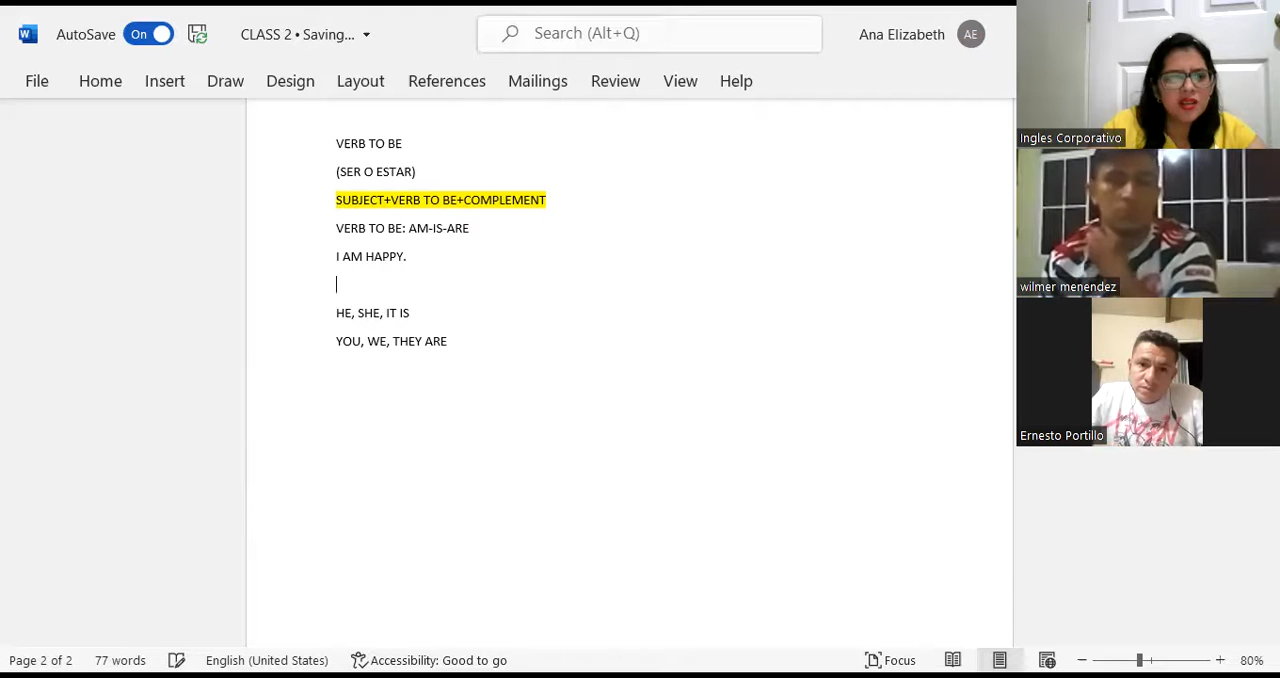 AutoSave On CLASS 2 • Saving... Search (Alt+Q) Ana Elizabeth AE
File Home Insert Draw Design Layout References Mailings Review View Help
VERB TO BE
(SER O ESTAR)
SUBJECT+VERB TO BE+COMPLEMENT
VERB TO BE: AM-IS-ARE
I AM HAPPY.
HE, SHE, IT IS
YOU, WE, THEY ARE
Ingles Corporativo
wilmer menendez
Ernesto Portillo
Page 2 of 2 77 words English (United States) Accessibility: Good to go Focus 80%